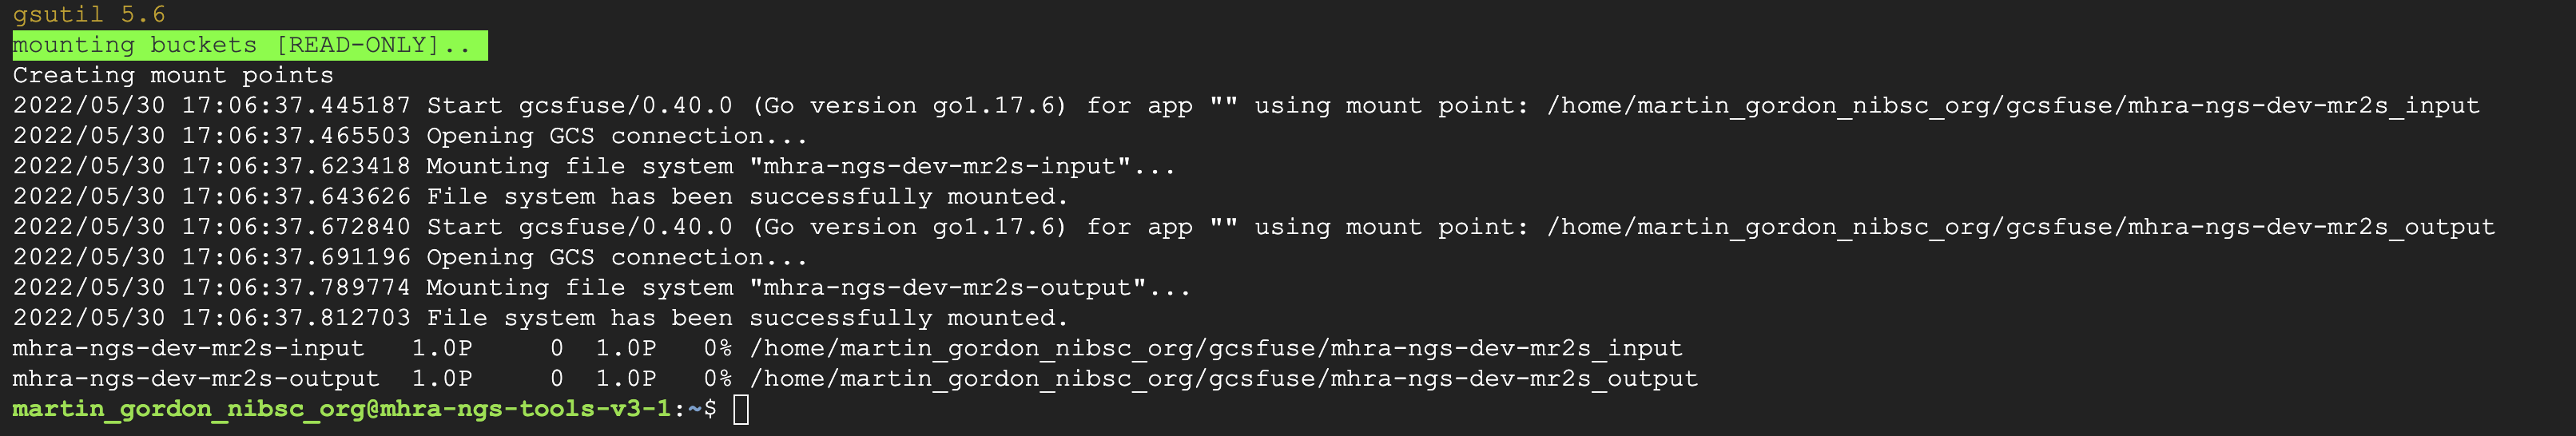 gsutil 5.6
mounting buckets [READ-ONLY]..
Creating mount points
2022/05/30 17:06:37.445187 Start gcsfuse/0.40.0 (Go version go1.17.6) for app "" using mount point: /home/martin_gordon_nibsc_org/gcsfuse/mhra-ngs-dev-mr2s_input
2022/05/30 17:06:37.465503 Opening GCS connection...
2022/05/30 17:06:37.623418 Mounting file system "mhra-ngs-dev-mr2s-input"...
2022/05/30 17:06:37.643626 File system has been successfully mounted.
2022/05/30 17:06:37.672840 Start gcsfuse/0.40.0 (Go version go1.17.6) for app "" using mount point: /home/martin_gordon_nibsc_org/gcsfuse/mhra-ngs-dev-mr2s_output
2022/05/30 17:06:37.691196 Opening GCS connection...
2022/05/30 17:06:37.789774 Mounting file system "mhra-ngs-dev-mr2s-output"...
2022/05/30 17:06:37.812703 File system has been successfully mounted.
mhra-ngs-dev-mr2s-input   1.0P     0  1.0P   0% /home/martin_gordon_nibsc_org/gcsfuse/mhra-ngs-dev-mr2s_input
mhra-ngs-dev-mr2s-output  1.0P     0  1.0P   0% /home/martin_gordon_nibsc_org/gcsfuse/mhra-ngs-dev-mr2s_output
martin_gordon_nibsc_org@mhra-ngs-tools-v3-1:~$